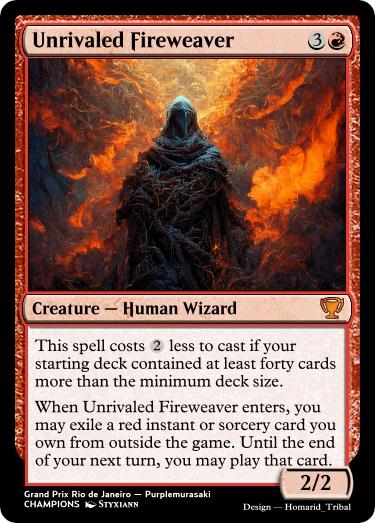 Unrivaled Fireweaver 3
Creature — Human Wizard
This spell costs 2 less to cast if your
starting deck contained at least forty cards
more than the minimum deck size.
When Unrivaled Fireweaver enters, you
may exile a red instant or sorcery card you
own from outside the game. Until the end
of your next turn, you may play that card.
2/2
Grand Prix Rio de Janeiro — Purplemurasaki
CHAMPIONS Styxiann
Design — Homarid_Tribal